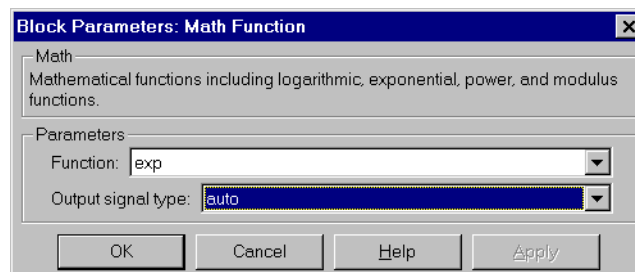 Block Parameters: Math Function
Math
Mathematical functions including logarithmic, exponential, power, and modulus
functions.
Parameters
Function: exp
Output signal type: auto
OK Cancel Help Apply